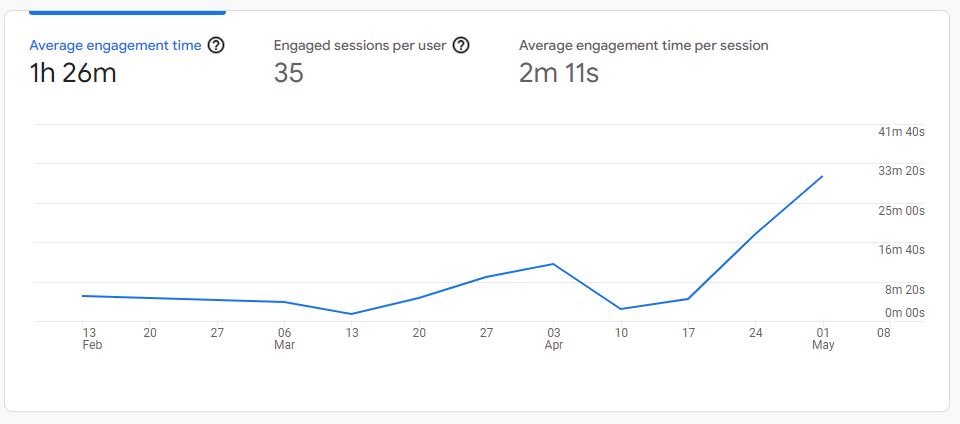 Average engagement time ? Engaged sessions per user ? Average engagement time per session
1h 26m 35 2m 11s
41m 40s
33m 20s
25m 00s
16m 40s
8m 20s
0m 00s
13 20 27 06 13 20 27 03 10 17 24 01 08
Feb Mar Apr May